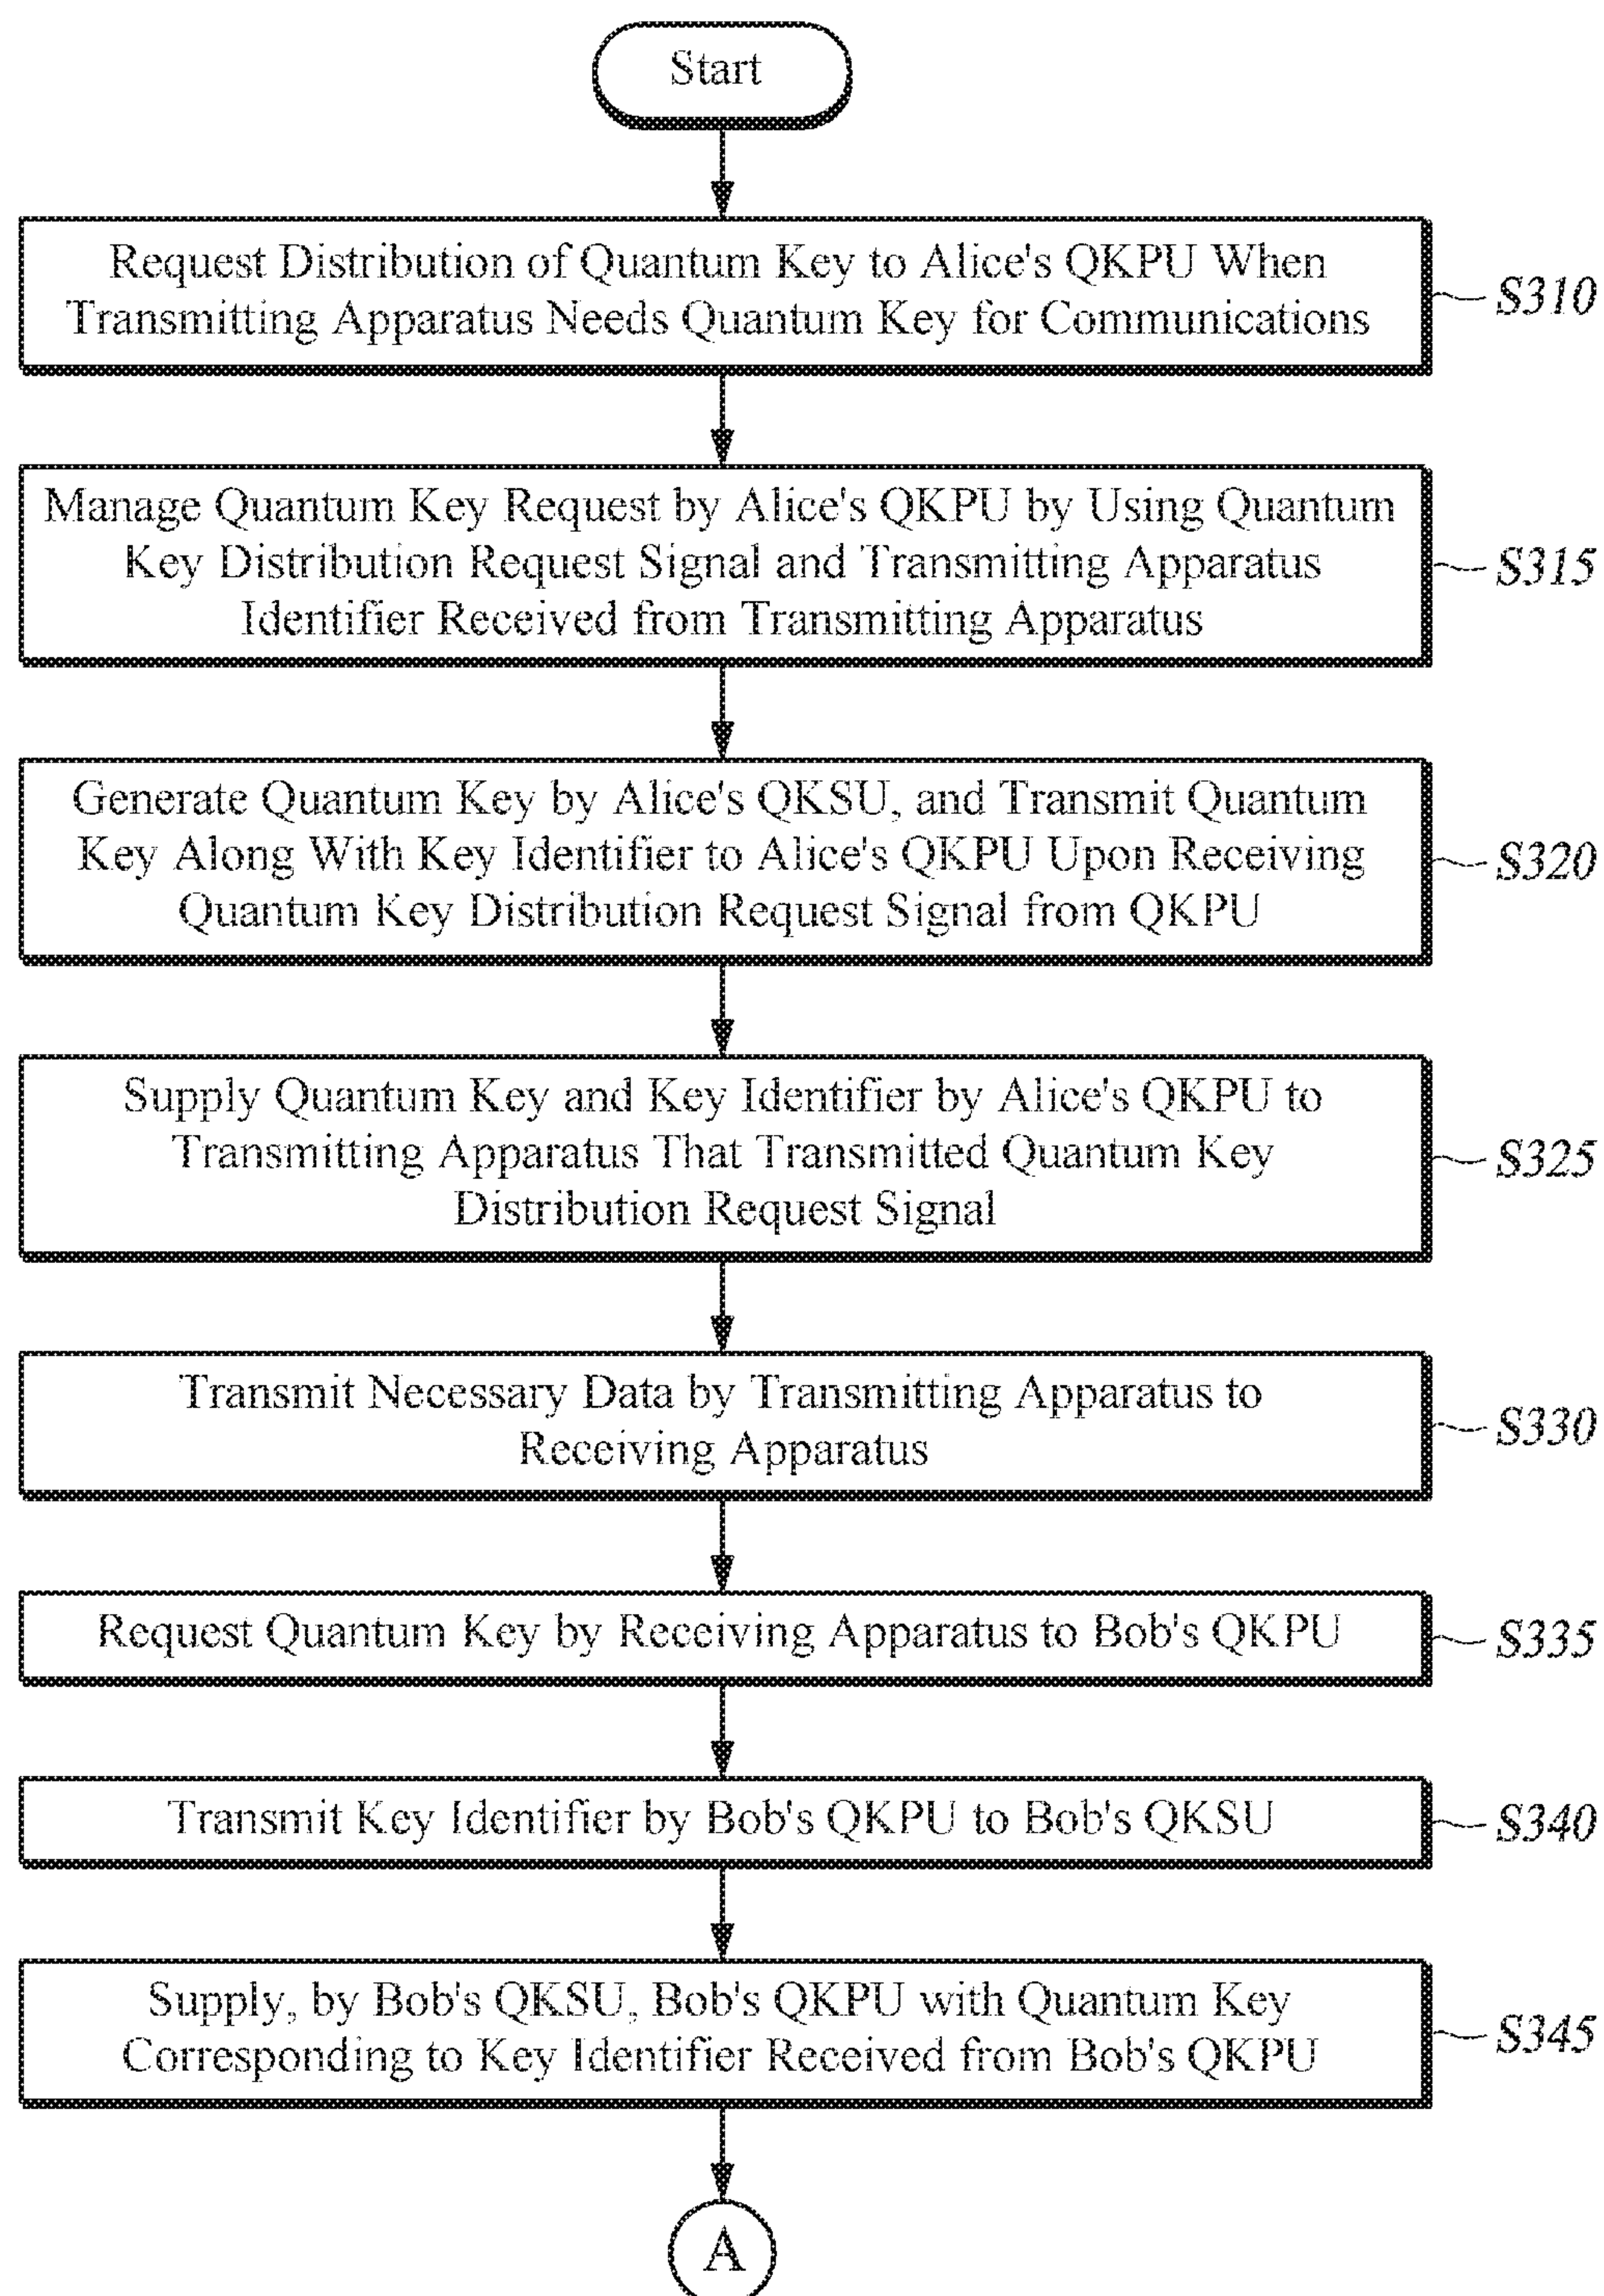 Start
Request Distribution of Quantum Key to Alice's QKPU When
Transmitting Apparatus Needs Quantum Key for Communications
S310
Manage Quantum Key Request by Alice's QKPU by Using Quantum
Key Distribution Request Signal and Transmitting Apparatus
Identifier Received from Transmitting Apparatus
S315
Generate Quantum Key by Alice's QKSU, and Transmit Quantum
Key Along With Key Identifier to Alice's QKPU Upon Receiving
Quantum Key Distribution Request Signal from QKPU
S320
Supply Quantum Key and Key Identifier by Alice's QKPU to
Transmitting Apparatus That Transmitted Quantum Key
Distribution Request Signal
S325
Transmit Necessary Data by Transmitting Apparatus to
Receiving Apparatus
S330
Request Quantum Key by Receiving Apparatus to Bob's QKPU
S335
Transmit Key Identifier by Bob's QKPU to Bob's QKSU
S340
Supply, by Bob's QKSU, Bob's QKPU with Quantum Key
Corresponding to Key Identifier Received from Bob's QKPU
S345
A